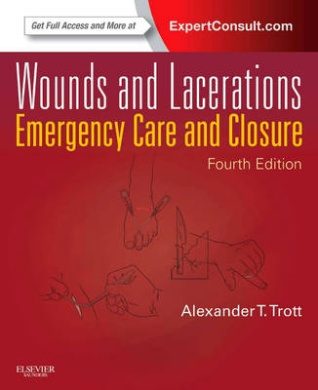 Get Full Access and More at
ExpertConsult.com
Wounds and Lacerations
Emergency Care and Closure
Fourth Edition
Alexander T. Trott
ELSEVIER
SAUNDERS